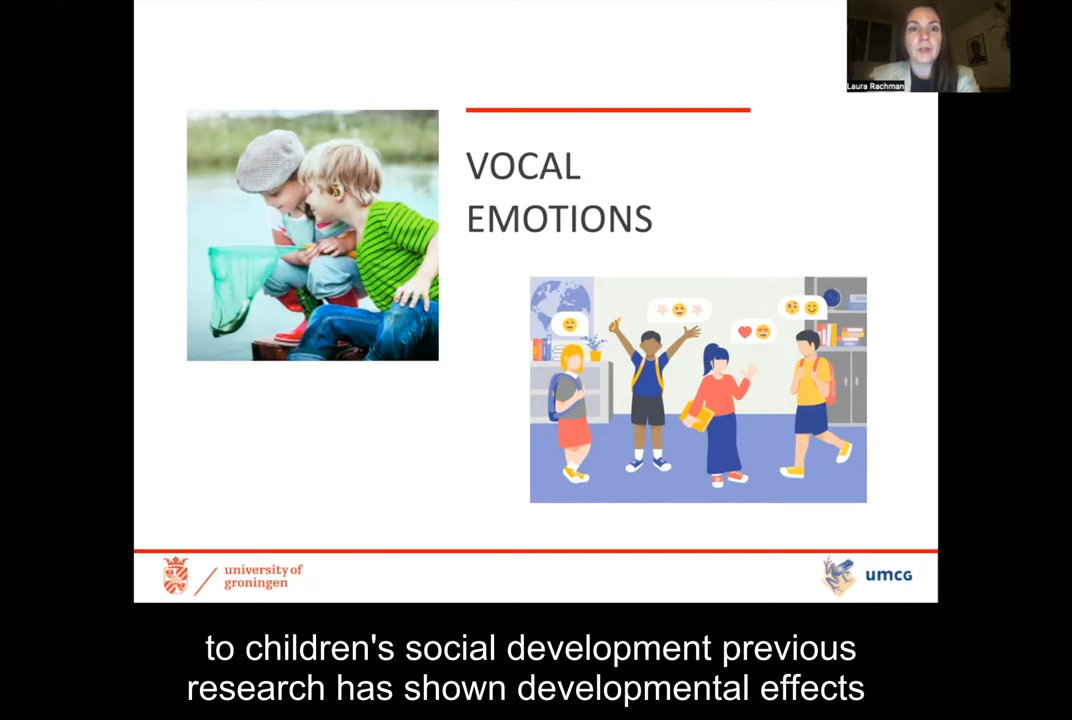 Laura Rachman
VOCAL
EMOTIONS
university of
groningen
umcg
to children's social development previous
research has shown developmental effects